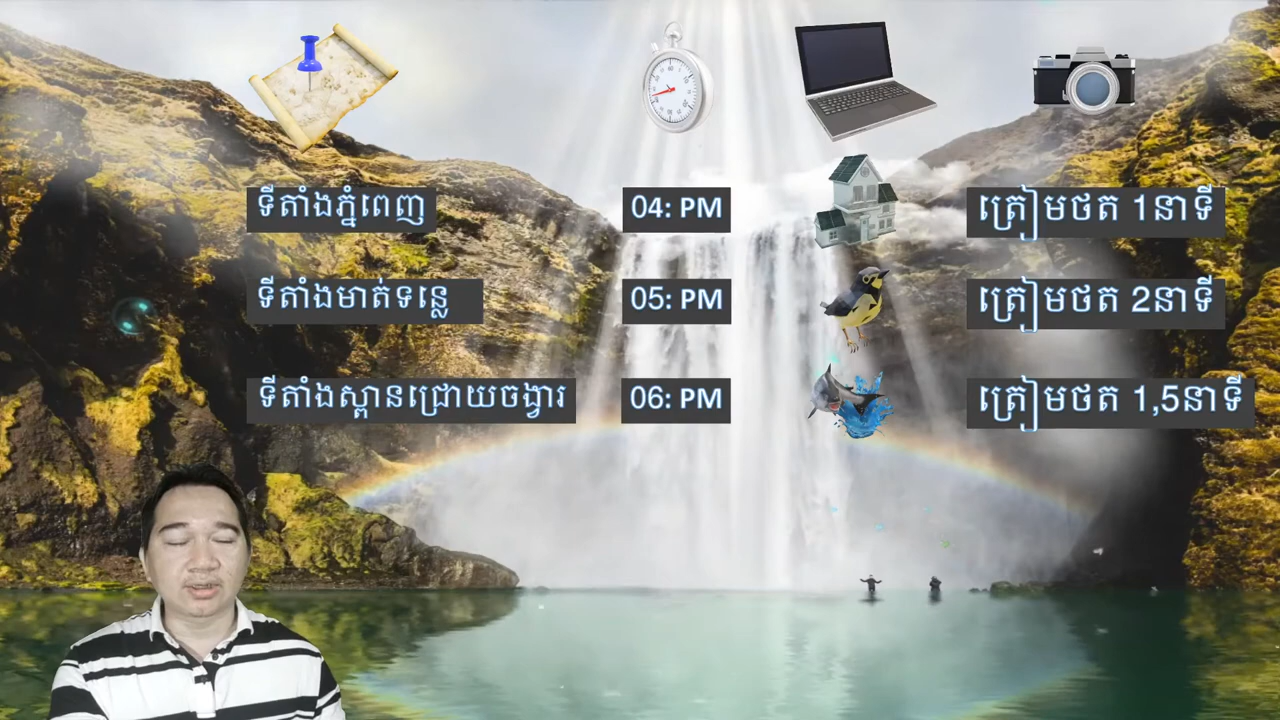 ទីតាំងភ្នំពេញ 04: PM ត្រៀមថត 1នាទី
ទីតាំងមាត់ទន្លេ 05: PM ត្រៀមថត 2នាទី
ទីតាំងស្ពានជ្រោយចង្វារ 06: PM ត្រៀមថត 1,5នាទី